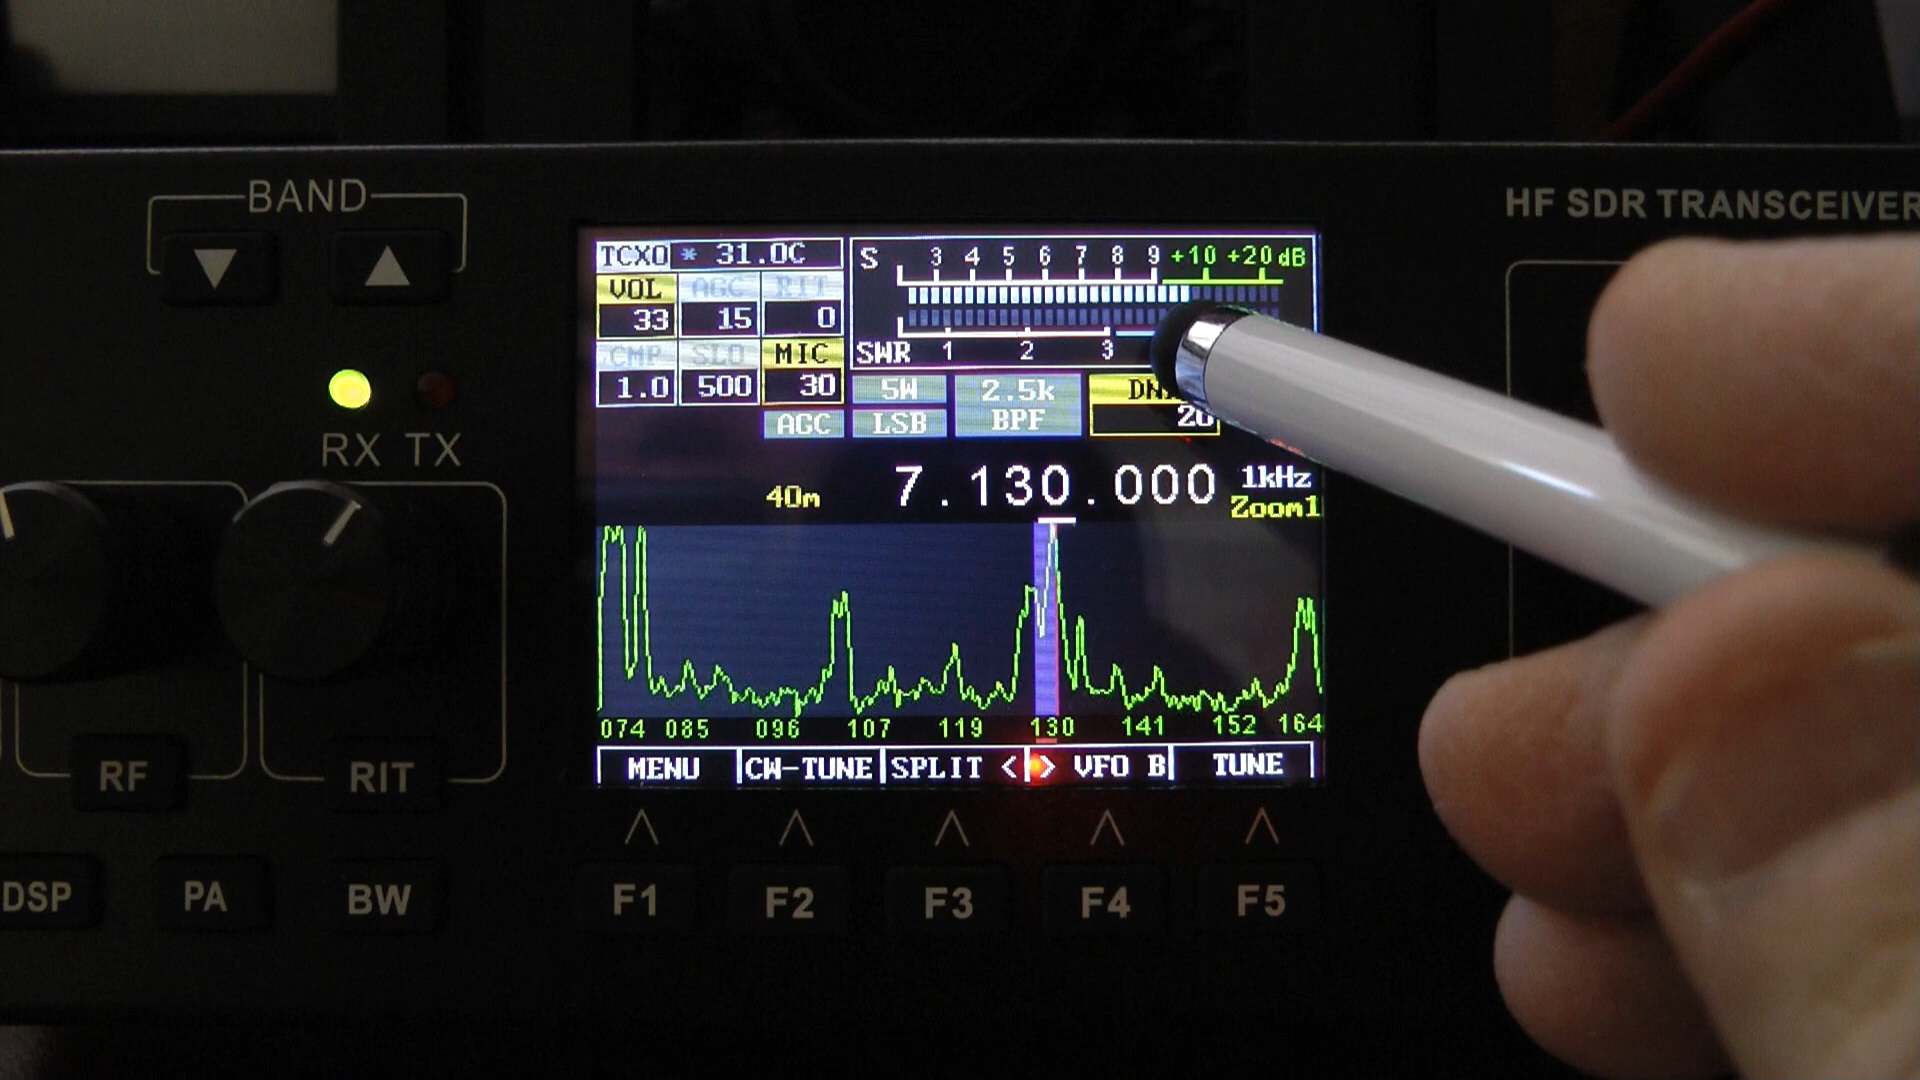 BAND
HF SDR TRANSCEIVER
RX TX
TCXO * 31.0C
VOL AGC RIT
33 15 0
CMP SLO MIC
1.0 500 30
AGC
S 3 4 5 6 7 8 9 +10 +20 dB
SWR 1 2 3
5W 2.5k
LSB BPF
20
40m 7.130.000 1kHz
Zoom1
074 085 096 107 119 130 141 152 164
MENU CW-TUNE SPLIT < > VFO B TUNE
RF RIT
DSP PA BW F1 F2 F3 F4 F5